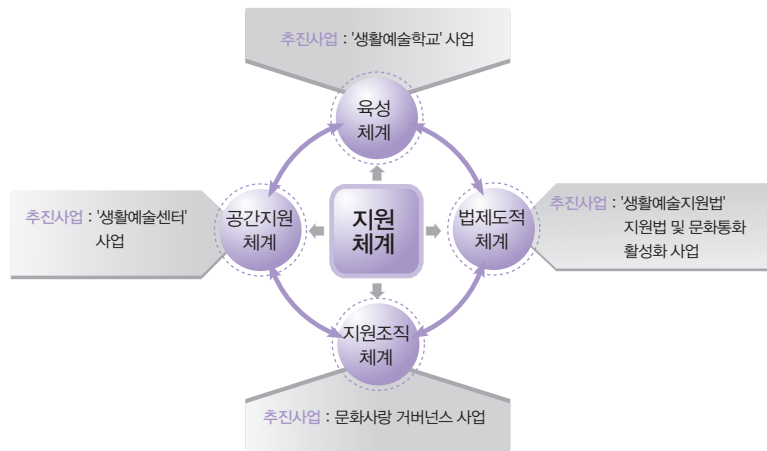 추진사업 : '생활예술학교' 사업
육성
체계
추진사업 : '생활예술센터'
사업
공간지원
체계
지원
체계
법제도적
체계
추진사업 : '생활예술지원법'
지원법 및 문화통화
활성화 사업
지원조직
체계
추진사업 : 문화사랑 거버넌스 사업